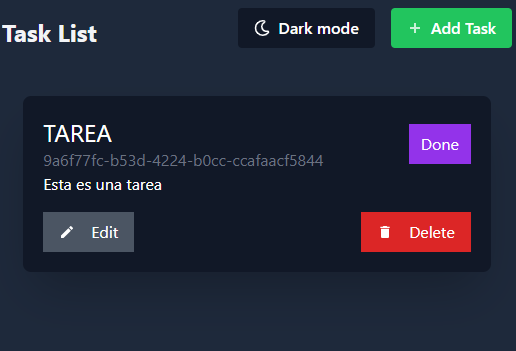 Task List
Dark mode
Add Task
TAREA
Done
9a6f77fc-b53d-4224-b0cc-ccafaacf5844
Esta es una tarea
Edit
Delete